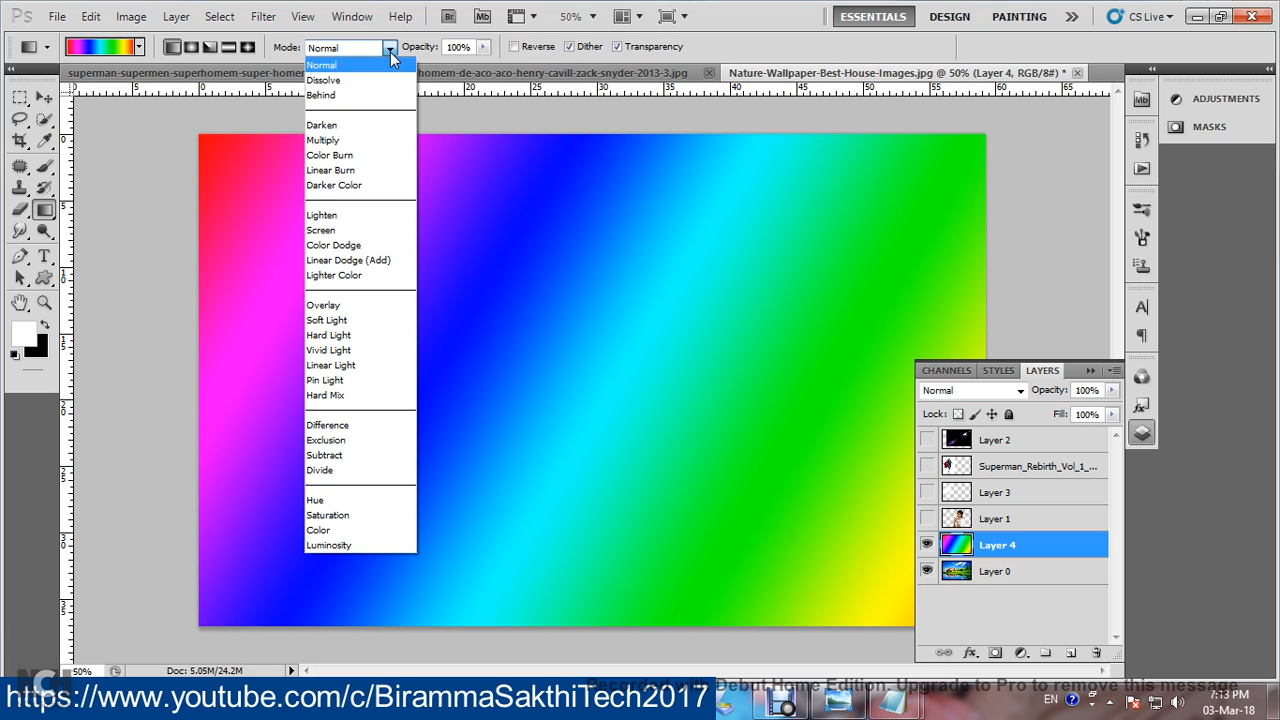 Ps File Edit Image Layer Select Filter View Window Help Br Mb 50% ESSENTIALS DESIGN PAINTING CS Live
Mode: Normal Opacity: 100% Reverse Dither Transparency
superman-supermen-superhomem-super-hom
homem-de-aco-aco-henry-cavill-zack-snyder-2013-3.jpg
Nature-Wallpaper-Best-House-Images.jpg @ 50% (Layer 4, RGB/8#) *
Normal
Dissolve
Behind
Darken
Multiply
Color Burn
Linear Burn
Darker Color
Lighten
Screen
Color Dodge
Linear Dodge (Add)
Lighter Color
Overlay
Soft Light
Hard Light
Vivid Light
Linear Light
Pin Light
Hard Mix
Difference
Exclusion
Subtract
Divide
Hue
Saturation
Color
Luminosity
ADJUSTMENTS
MASKS
CHANNELS STYLES LAYERS
Normal Opacity: 100%
Lock: Fill: 100%
Layer 2
Superman_Rebirth_Vol_1_...
Layer 3
Layer 1
Layer 4
Layer 0
50% Doc: 5.05M/24.2M
https://www.youtube.com/c/BirammaSakthiTech2017
Recorded with Debut Home Edition. Upgrade to Pro to remove this message
EN 7:13 PM
03-Mar-18